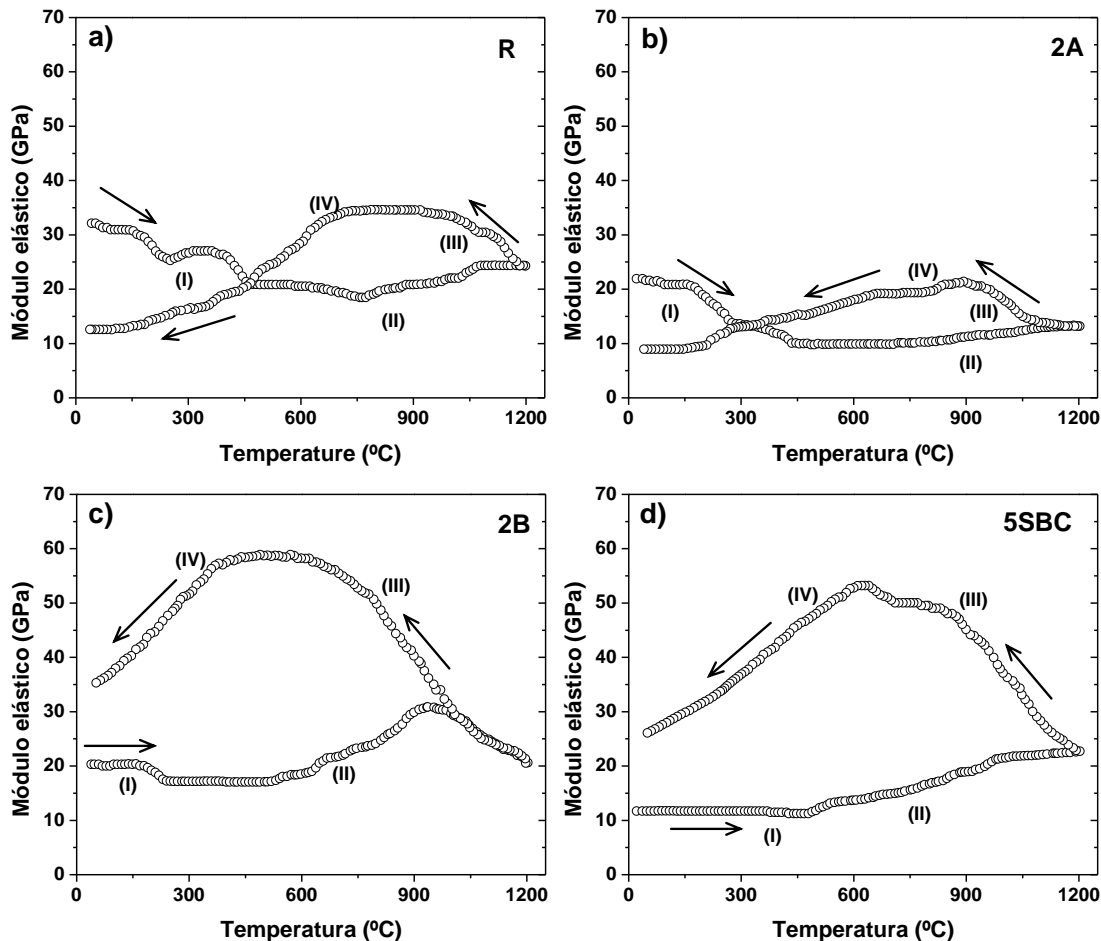 a)
R
Módulo elástico (GPa)
70
60
50
40
30
20
10
0
(I)
(II)
(III)
(IV)
0 300 600 900 1200
Temperature (ºC)
b)
2A
Módulo elástico (GPa)
70
60
50
40
30
20
10
0
(I)
(II)
(III)
(IV)
0 300 600 900 1200
Temperatura (ºC)
c)
2B
Módulo elástico (GPa)
70
60
50
40
30
20
10
0
(I)
(II)
(III)
(IV)
0 300 600 900 1200
Temperatura (ºC)
d)
5SBC
Módulo elástico (GPa)
70
60
50
40
30
20
10
0
(I)
(II)
(III)
(IV)
0 300 600 900 1200
Temperatura (ºC)